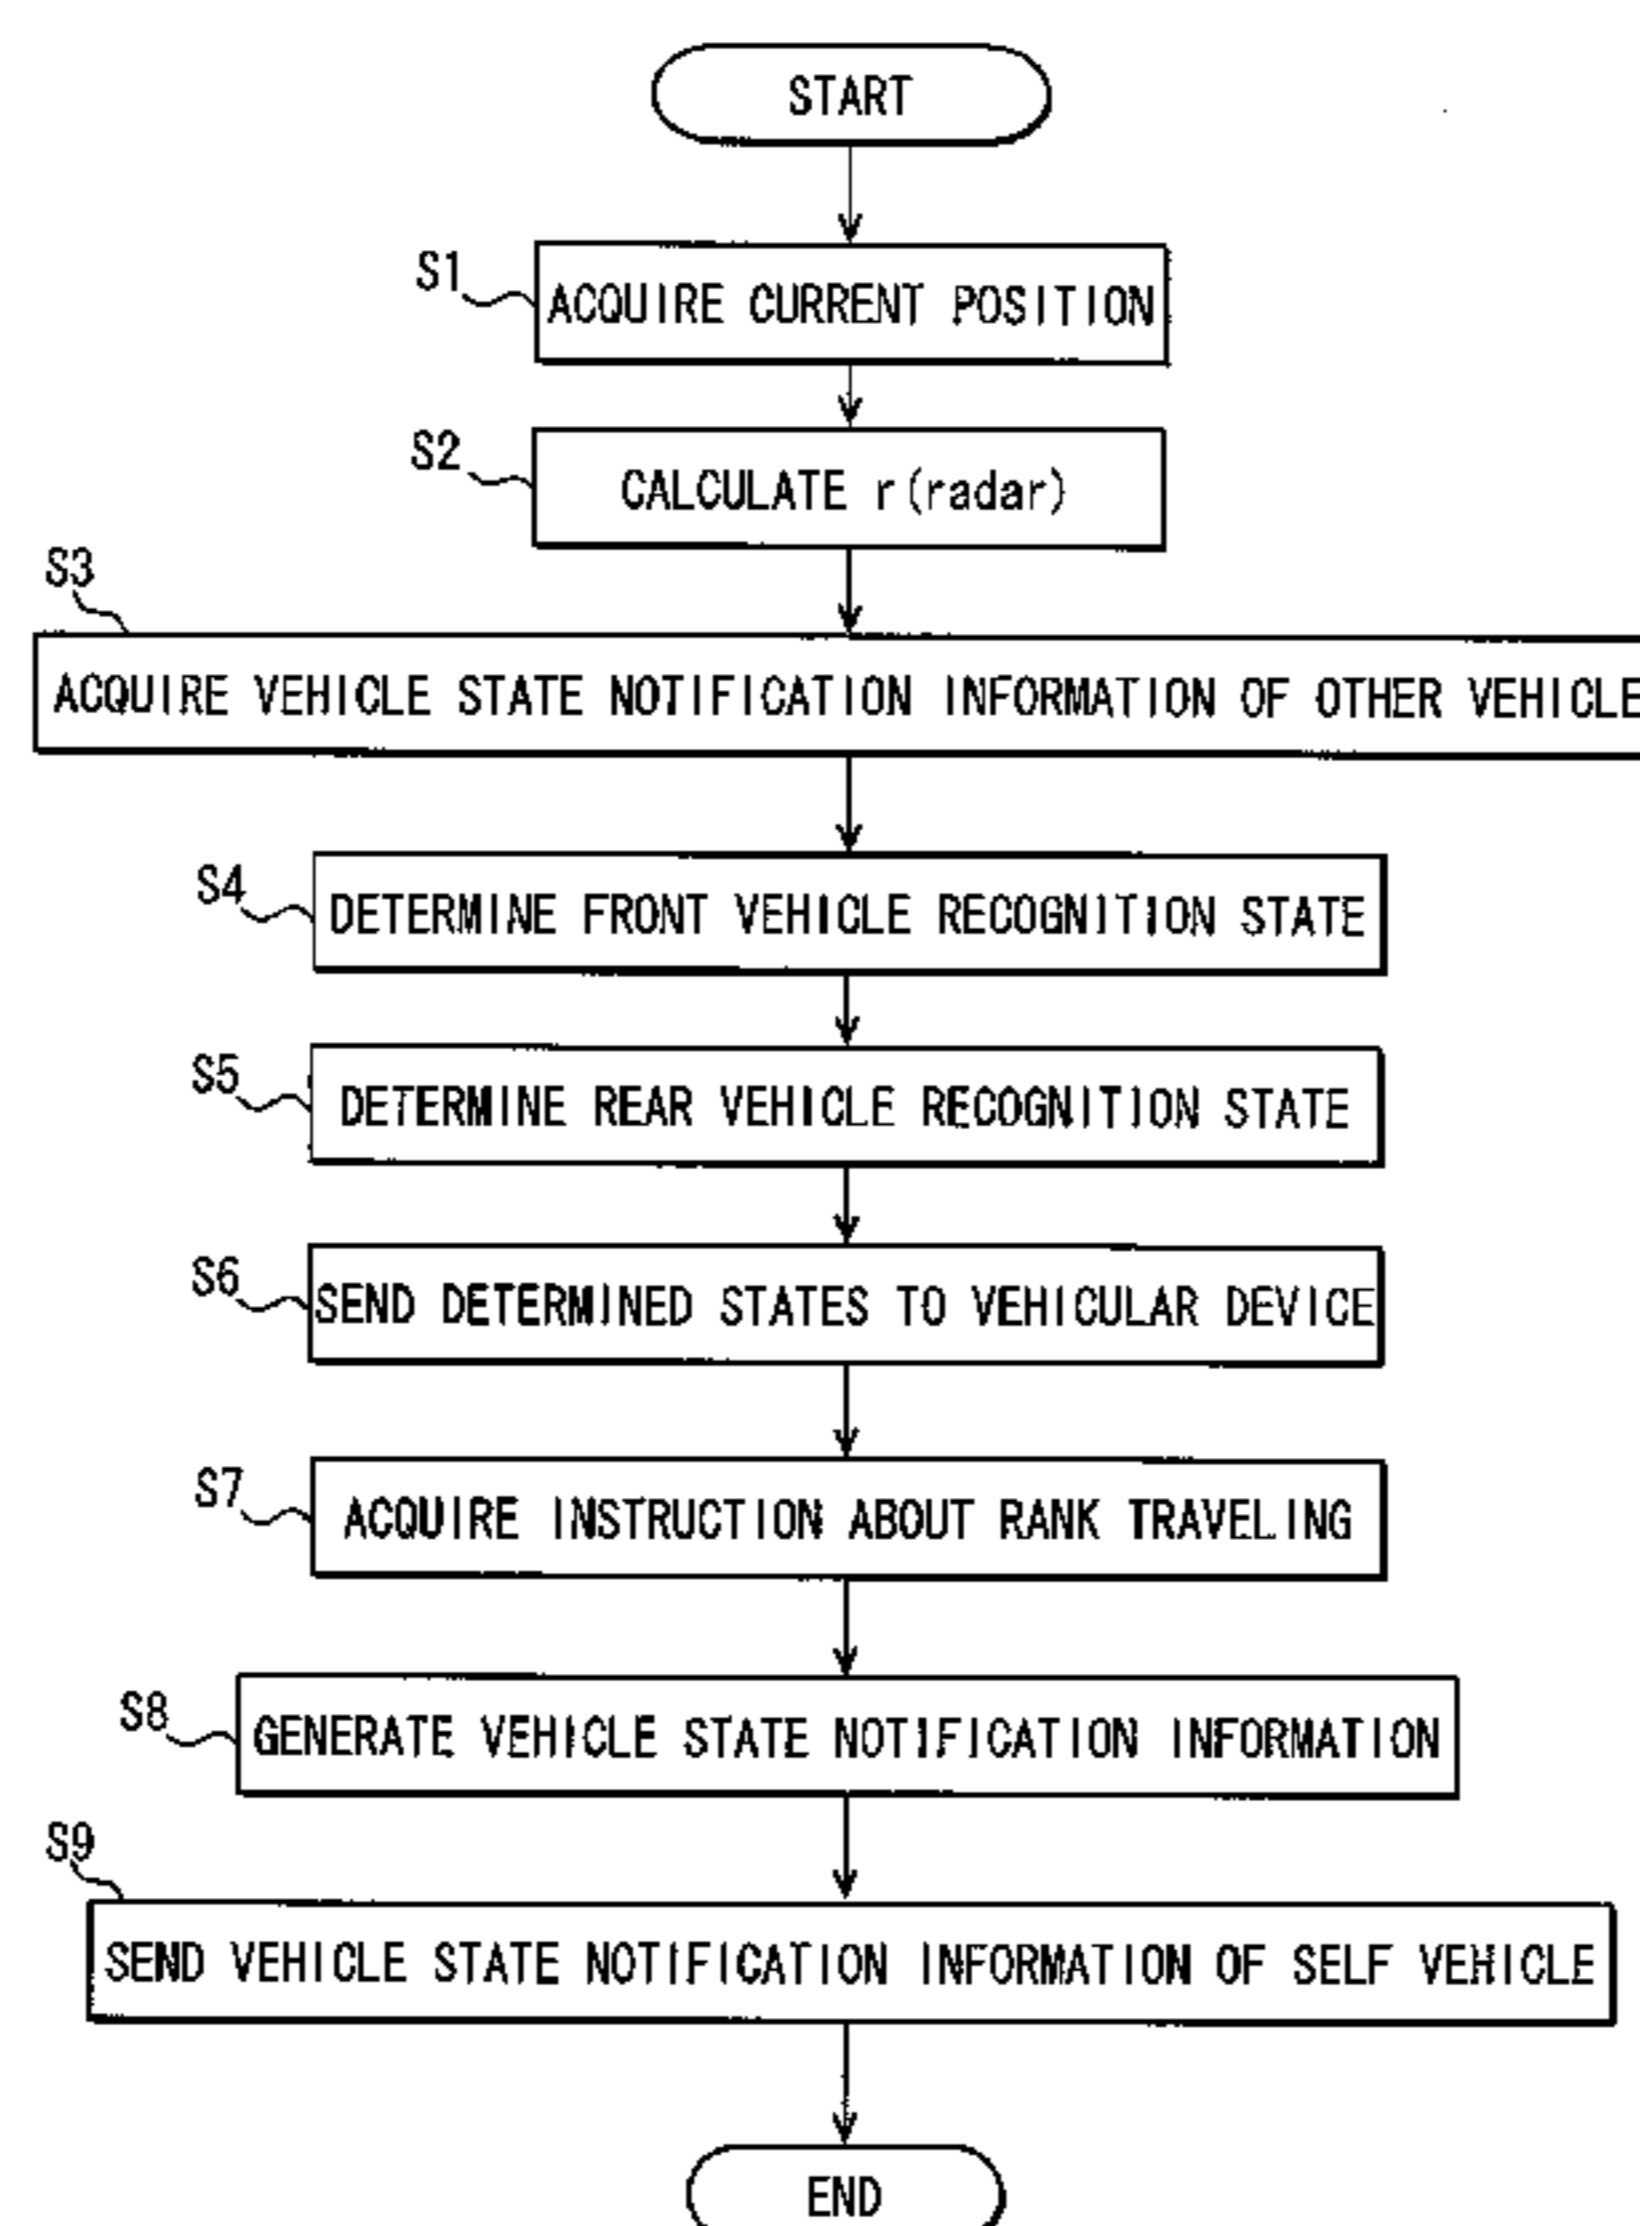 START
S1
ACQUIRE CURRENT POSITION
S2
CALCULATE r(radar)
S3
ACQUIRE VEHICLE STATE NOTIFICATION INFORMATION OF OTHER VEHICLE
S4
DETERMINE FRONT VEHICLE RECOGNITION STATE
S5
DETERMINE REAR VEHICLE RECOGNITION STATE
S6
SEND DETERMINED STATES TO VEHICULAR DEVICE
S7
ACQUIRE INSTRUCTION ABOUT RANK TRAVELING
S8
GENERATE VEHICLE STATE NOTIFICATION INFORMATION
S9
SEND VEHICLE STATE NOTIFICATION INFORMATION OF SELF VEHICLE
END